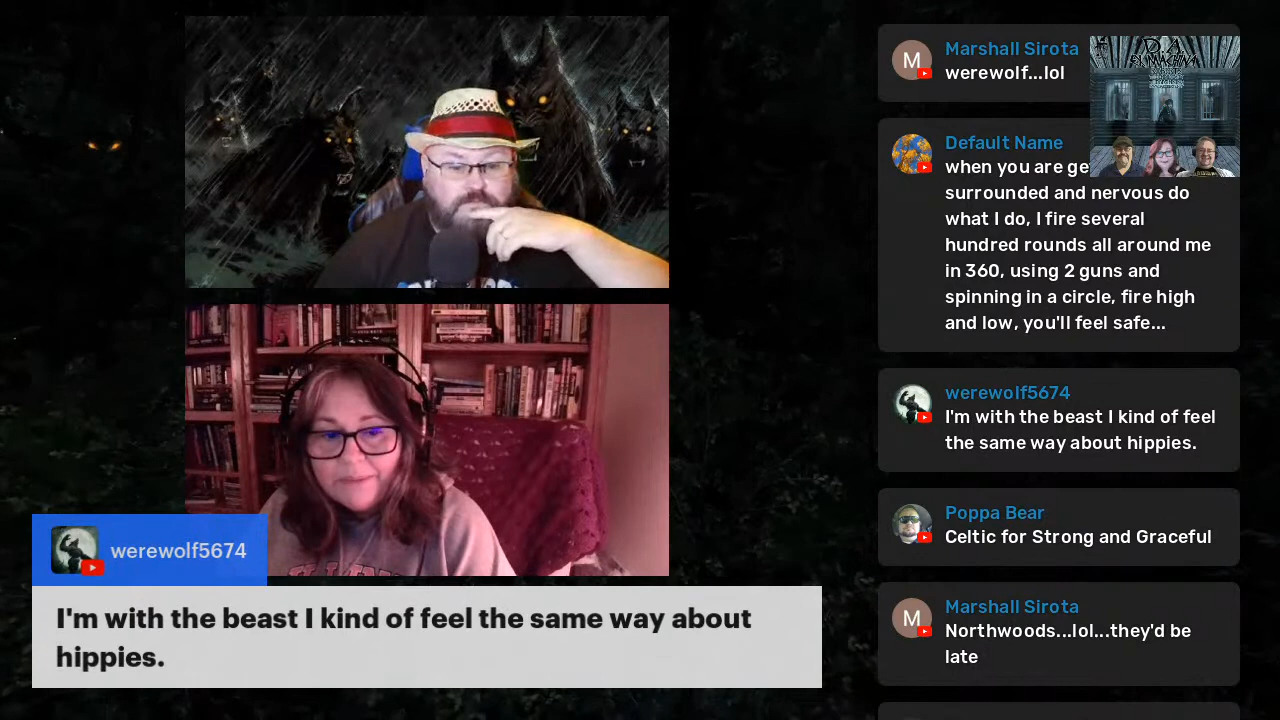 Marshall Sirota
werewolf...lol
Default Name
when you are ge
surrounded and nervous do
what I do, I fire several
hundred rounds all around me
in 360, using 2 guns and
spinning in a circle, fire high
and low, you'll feel safe...
werewolf5674
I'm with the beast I kind of feel
the same way about hippies.
Poppa Bear
Celtic for Strong and Graceful
Marshall Sirota
Northwoods...lol...they'd be
late
werewolf5674
I'm with the beast I kind of feel the same way about
hippies.